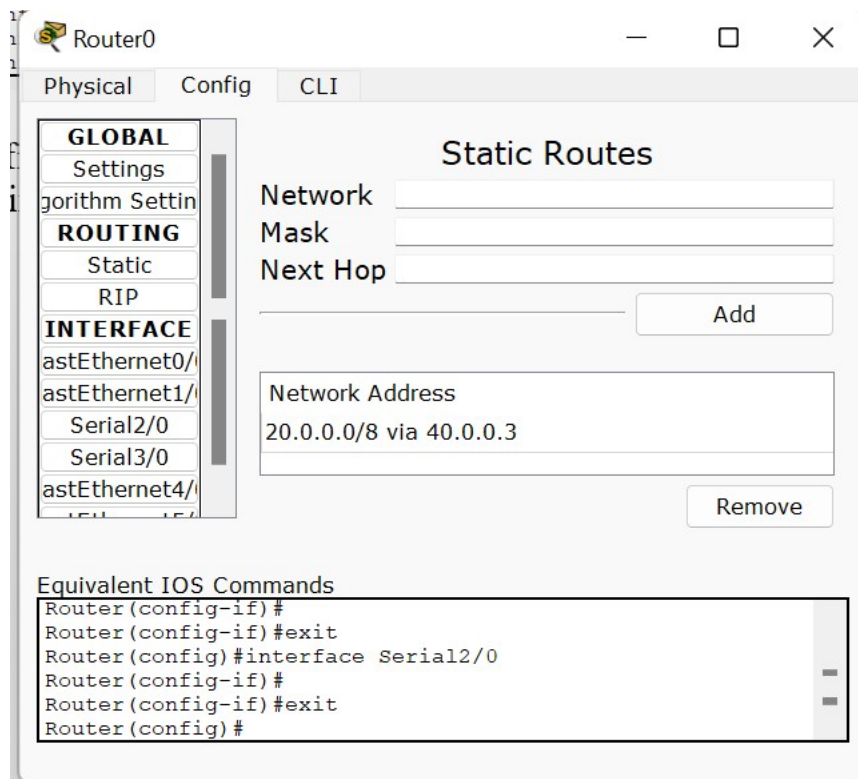 Router0
Physical Config CLI
GLOBAL
Settings
gorithm Settin
ROUTING
Static
RIP
INTERFACE
astEthernet0/0
astEthernet1/0
Serial2/0
Serial3/0
astEthernet4/
Static Routes
Network
Mask
Next Hop
Add
Network Address
20.0.0.0/8 via 40.0.0.3
Remove
Equivalent IOS Commands
Router(config-if)#
Router(config-if)#exit
Router(config)#interface Serial2/0
Router(config-if)#
Router(config-if)#exit
Router(config)#